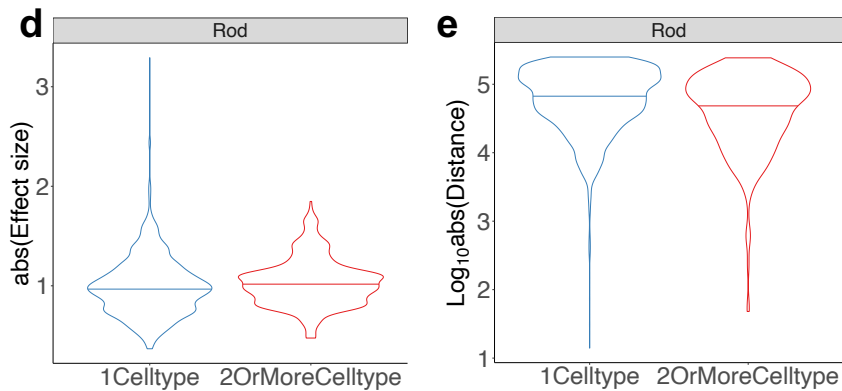 d
Rod
abs(Effect size)
3
2
1
1Celltype 2OrMoreCelltype
e
Rod
Log₁₀abs(Distance)
5
4
3
2
1
1Celltype 2OrMoreCelltype